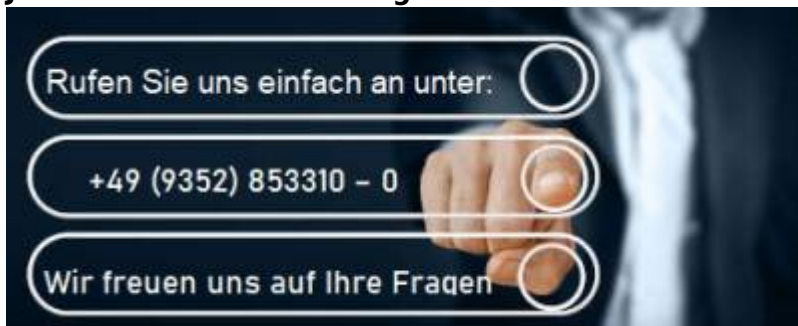 Rufen Sie uns einfach an unter:
+49 (9352) 853310 – 0
Wir freuen uns auf Ihre Fragen